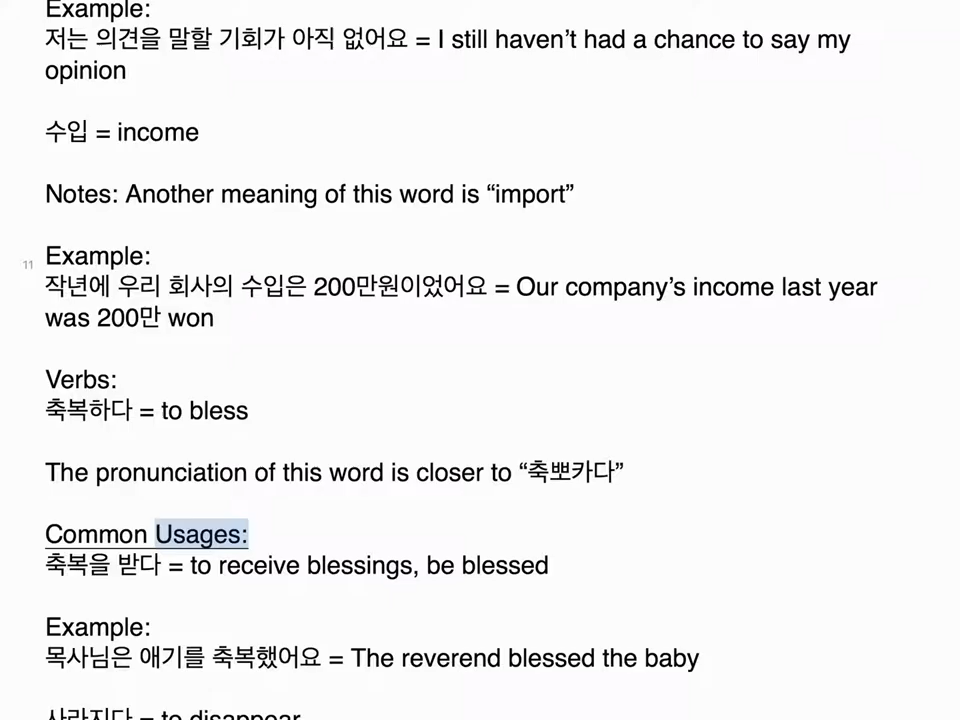 Example:
저는 의견을 말할 기회가 아직 없어요 = I still haven’t had a chance to say my
opinion
수입 = income
Notes: Another meaning of this word is “import”
11
Example:
작년에 우리 회사의 수입은 200만원이었어요 = Our company’s income last year
was 200만 won
Verbs:
축복하다 = to bless
The pronunciation of this word is closer to “축뽀카다”
Common Usages:
축복을 받다 = to receive blessings, be blessed
Example:
목사님은 애기를 축복했어요 = The reverend blessed the baby
사라지다 = to disappear